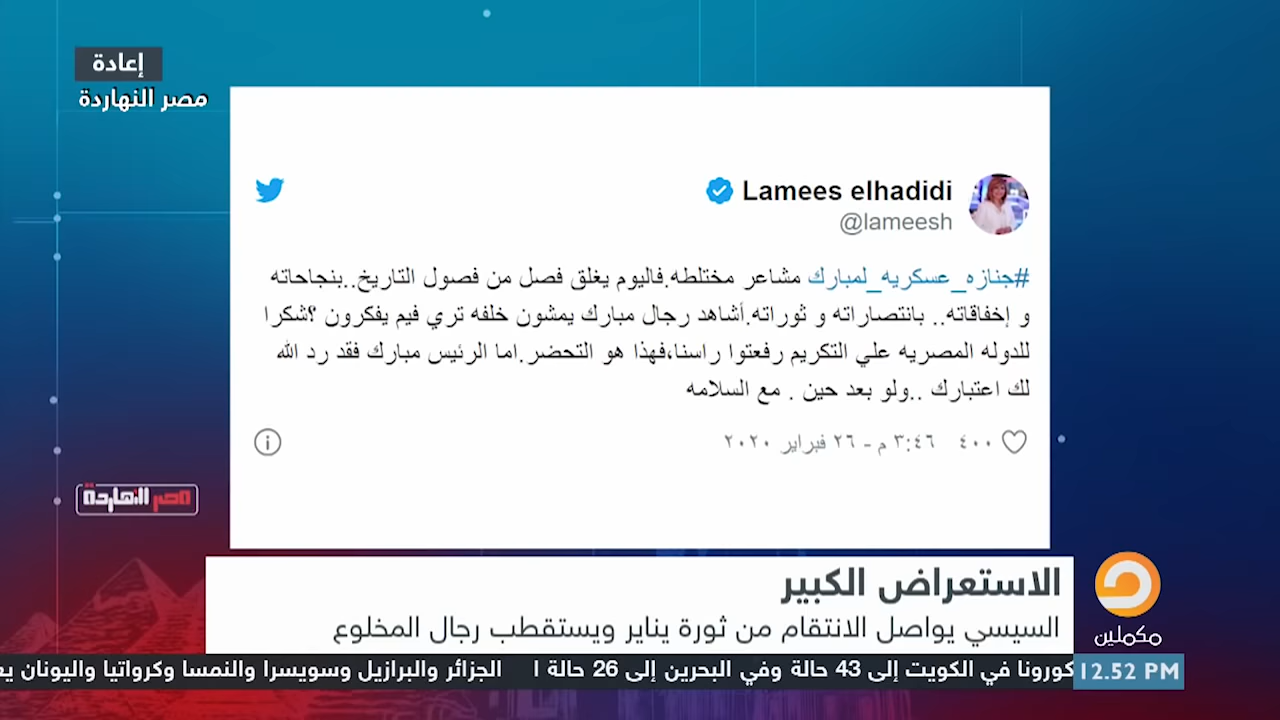 إعادة
مصر النهاردة
Lamees elhadidi
@lameesh
#جنازه_عسكريه_لمبارك مشاعر مختلطه.فاليوم يغلق فصل من فصول التاريخ..بنجاحاته
و إخفاقاته.. بانتصاراته و ثوراته.أشاهد رجال مبارك يمشون خلفه تري فيم يفكرون ؟شكرا
للدوله المصريه علي التكريم رفعتوا راسنا،فهذا هو التحضر.اما الرئيس مبارك فقد رد الله
لك اعتبارك ..ولو بعد حين . مع السلامه
٤٠٠ ٣:٤٦ م - ٢٦ فبراير ٢٠٢٠
مصر النهاردة
الاستعراض الكبير
السيسي يواصل الانتقام من ثورة يناير ويستقطب رجال المخلوع
مكملين
12.52 PM
كورونا في الكويت إلى 43 حالة وفي البحرين إلى 26 حالة الجزائر والبرازيل وسويسرا والنمسا وكرواتيا واليونان